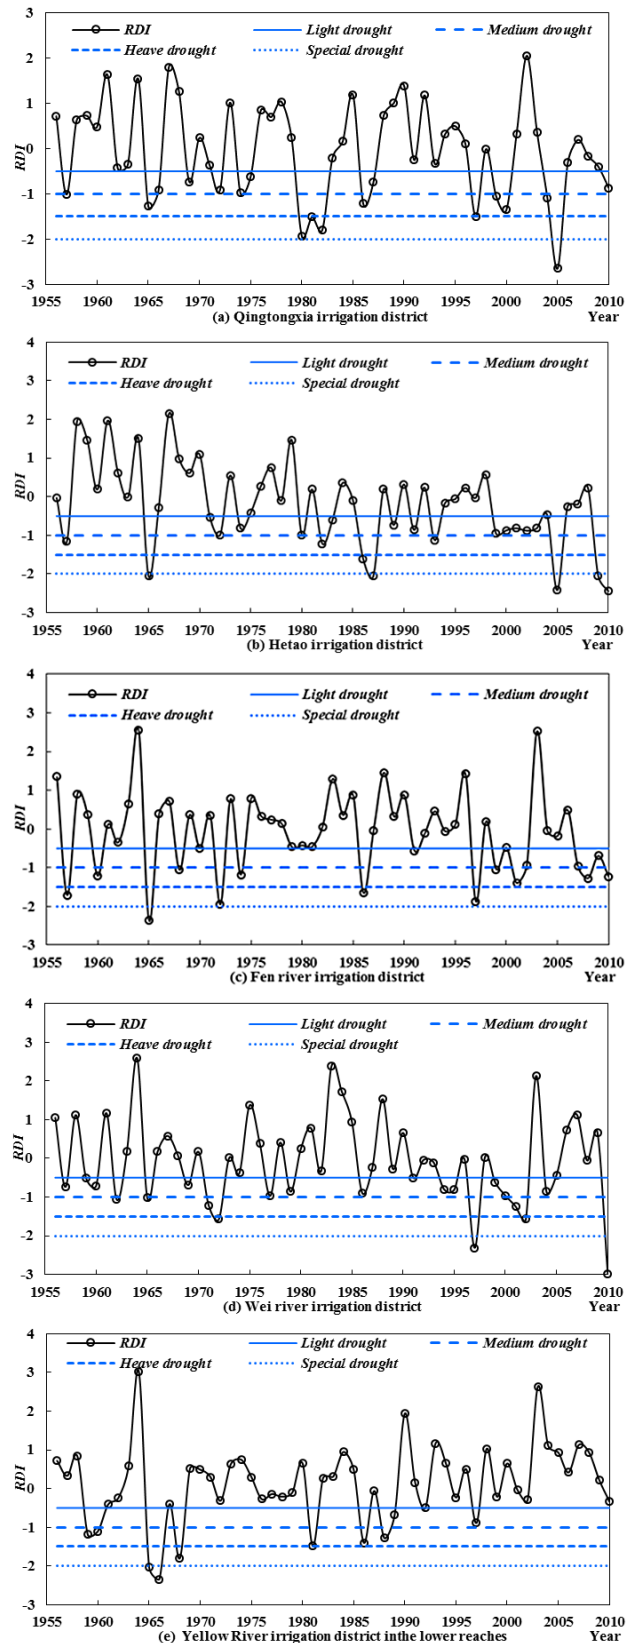 3
RDI
Light drought
Medium drought
2
Heave drought
Special drought
1
0
-1
-2
-3
RDI
1955 1960 1965 1970 1975 1980 1985 1990 1995 2000 2005 2010
(a) Qingtongxia irrigation district
Year
4
RDI
Light drought
Medium drought
3
Heave drought
Special drought
2
1
0
-1
-2
-3
RDI
1955 1960 1965 1970 1975 1980 1985 1990 1995 2000 2005 2010
(b) Hetao irrigation district
Year
4
RDI
Light drought
Medium drought
3
Heave drought
Special drought
2
1
0
-1
-2
-3
RDI
1955 1960 1965 1970 1975 1980 1985 1990 1995 2000 2005 2010
(c) Fen river irrigation district
Year
4
RDI
Light drought
Medium drought
3
Heave drought
Special drought
2
1
0
-1
-2
-3
RDI
1955 1960 1965 1970 1975 1980 1985 1990 1995 2000 2005 2010
(d) Wei river irrigation district
Year
4
RDI
Light drought
Medium drought
3
Heave drought
Special drought
2
1
0
-1
-2
-3
RDI
1955 1960 1965 1970 1975 1980 1985 1990 1995 2000 2005 2010
(e) Yellow River irrigation district inthe lower reaches
Year